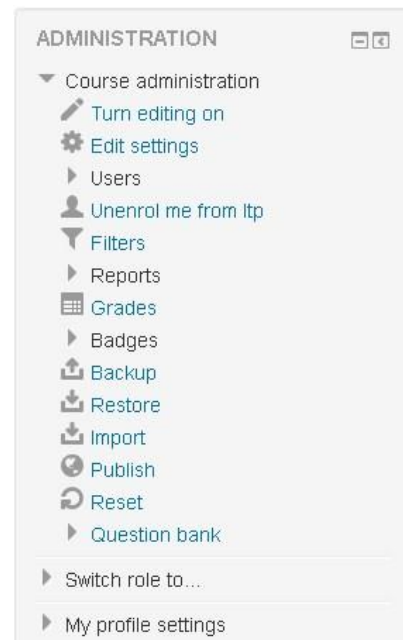 ADMINISTRATION
Course administration
Turn editing on
Edit settings
Users
Unenrol me from ltp
Filters
Reports
Grades
Badges
Backup
Restore
Import
Publish
Reset
Question bank
Switch role to...
My profile settings